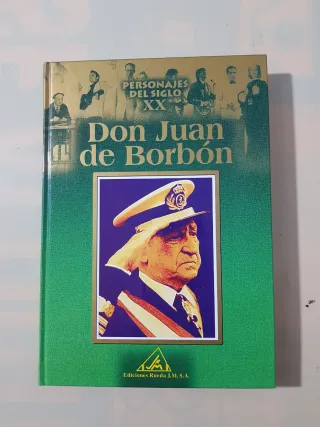 PERSONAJES
DEL SIGLO
XX
Don Juan
de Borbón
Ediciones Rueda J.M. S.A.